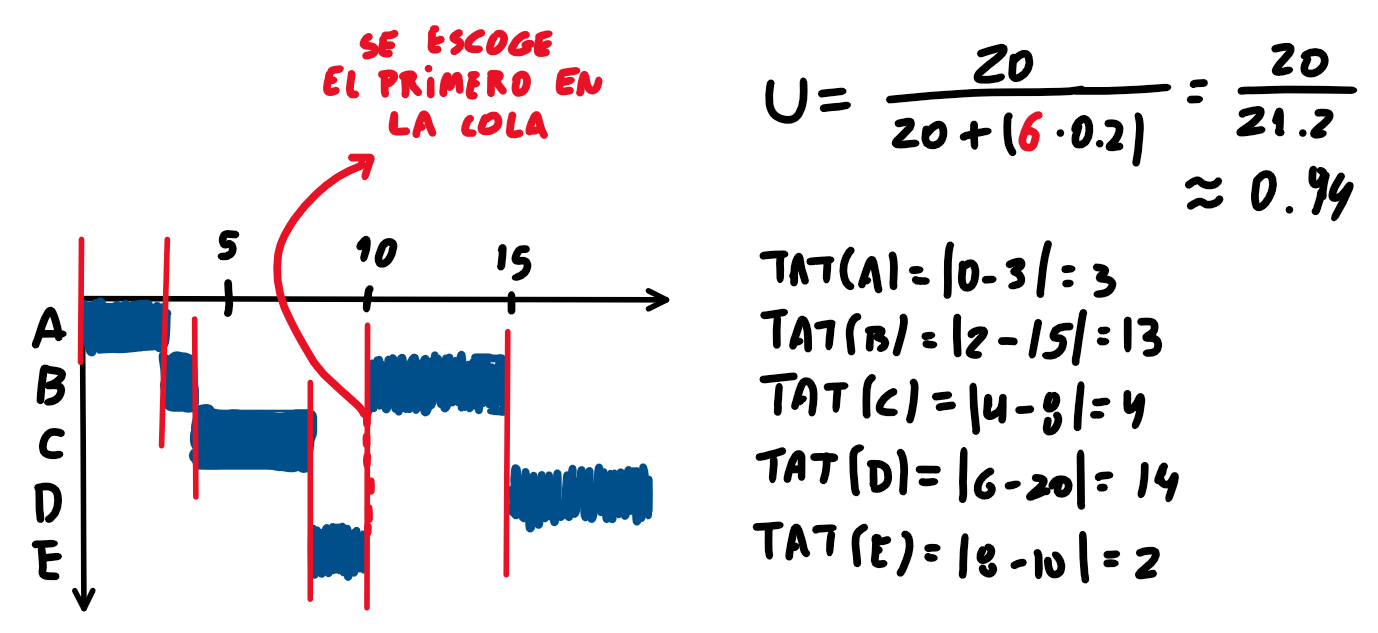 SE ESCOGE
EL PRIMERO EN
LA COLA
5 10 15
A
B
C
D
E
U = 20 / 20 + (6 · 0.2) = 20 / 21.2
≈ 0.94
TAT(A) = |0 - 3| = 3
TAT(B) = |2 - 15| = 13
TAT(C) = |4 - 8| = 4
TAT(D) = |6 - 20| = 14
TAT(E) = |8 - 10| = 2